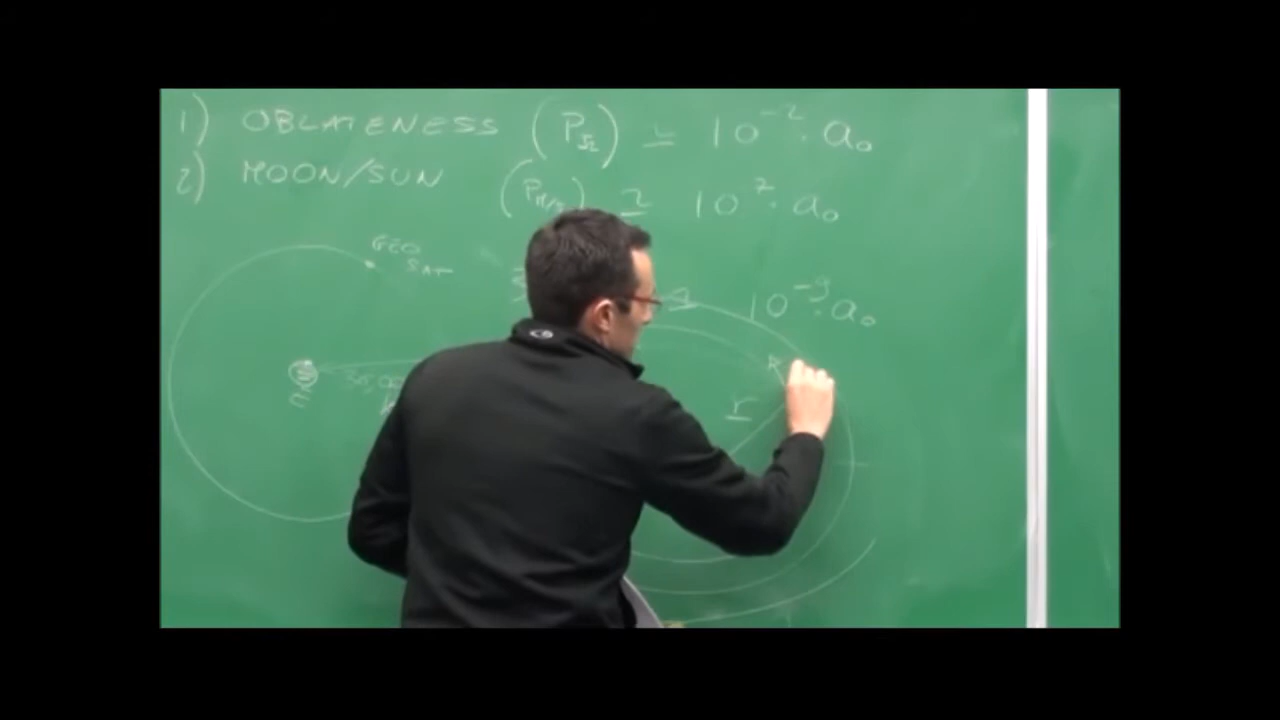 1) OBLATENESS (P_J2) ≃ 10^-2 · a0
2) MOON/SUN (P_M/S) ≃ 10^7 · a0
GEO
SAT
10^-9 · a0
r